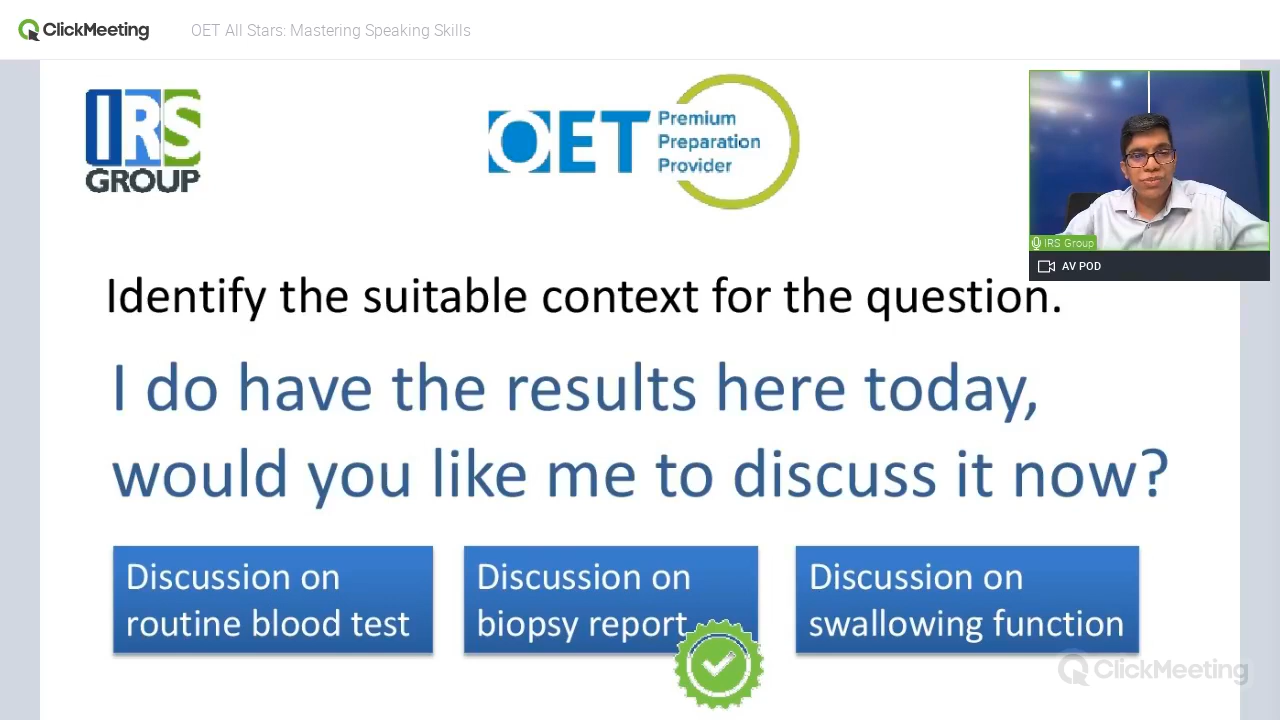 ClickMeeting
OET All Stars: Mastering Speaking Skills
IRS
GROUP
OET
Premium
Preparation
Provider
IRS Group
AV POD
Identify the suitable context for the question.
I do have the results here today,
would you like me to discuss it now?
Discussion on
routine blood test
Discussion on
biopsy report
Discussion on
swallowing function
ClickMeeting